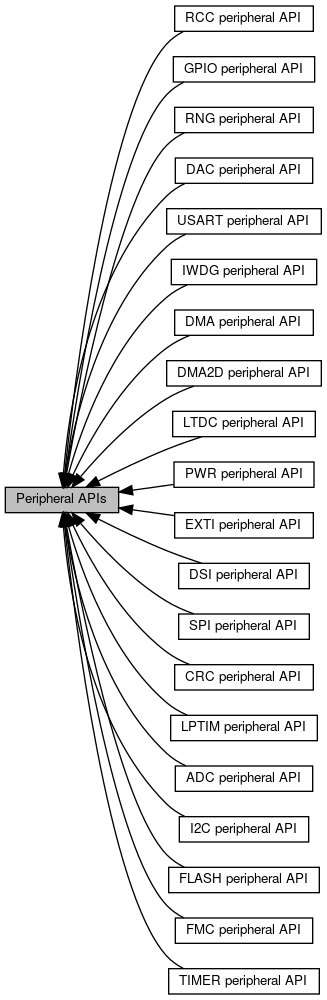 RCC peripheral API
GPIO peripheral API
RNG peripheral API
DAC peripheral API
USART peripheral API
IWDG peripheral API
DMA peripheral API
DMA2D peripheral API
LTDC peripheral API
PWR peripheral API
Peripheral APIs
EXTI peripheral API
DSI peripheral API
SPI peripheral API
CRC peripheral API
LPTIM peripheral API
ADC peripheral API
I2C peripheral API
FLASH peripheral API
FMC peripheral API
TIMER peripheral API